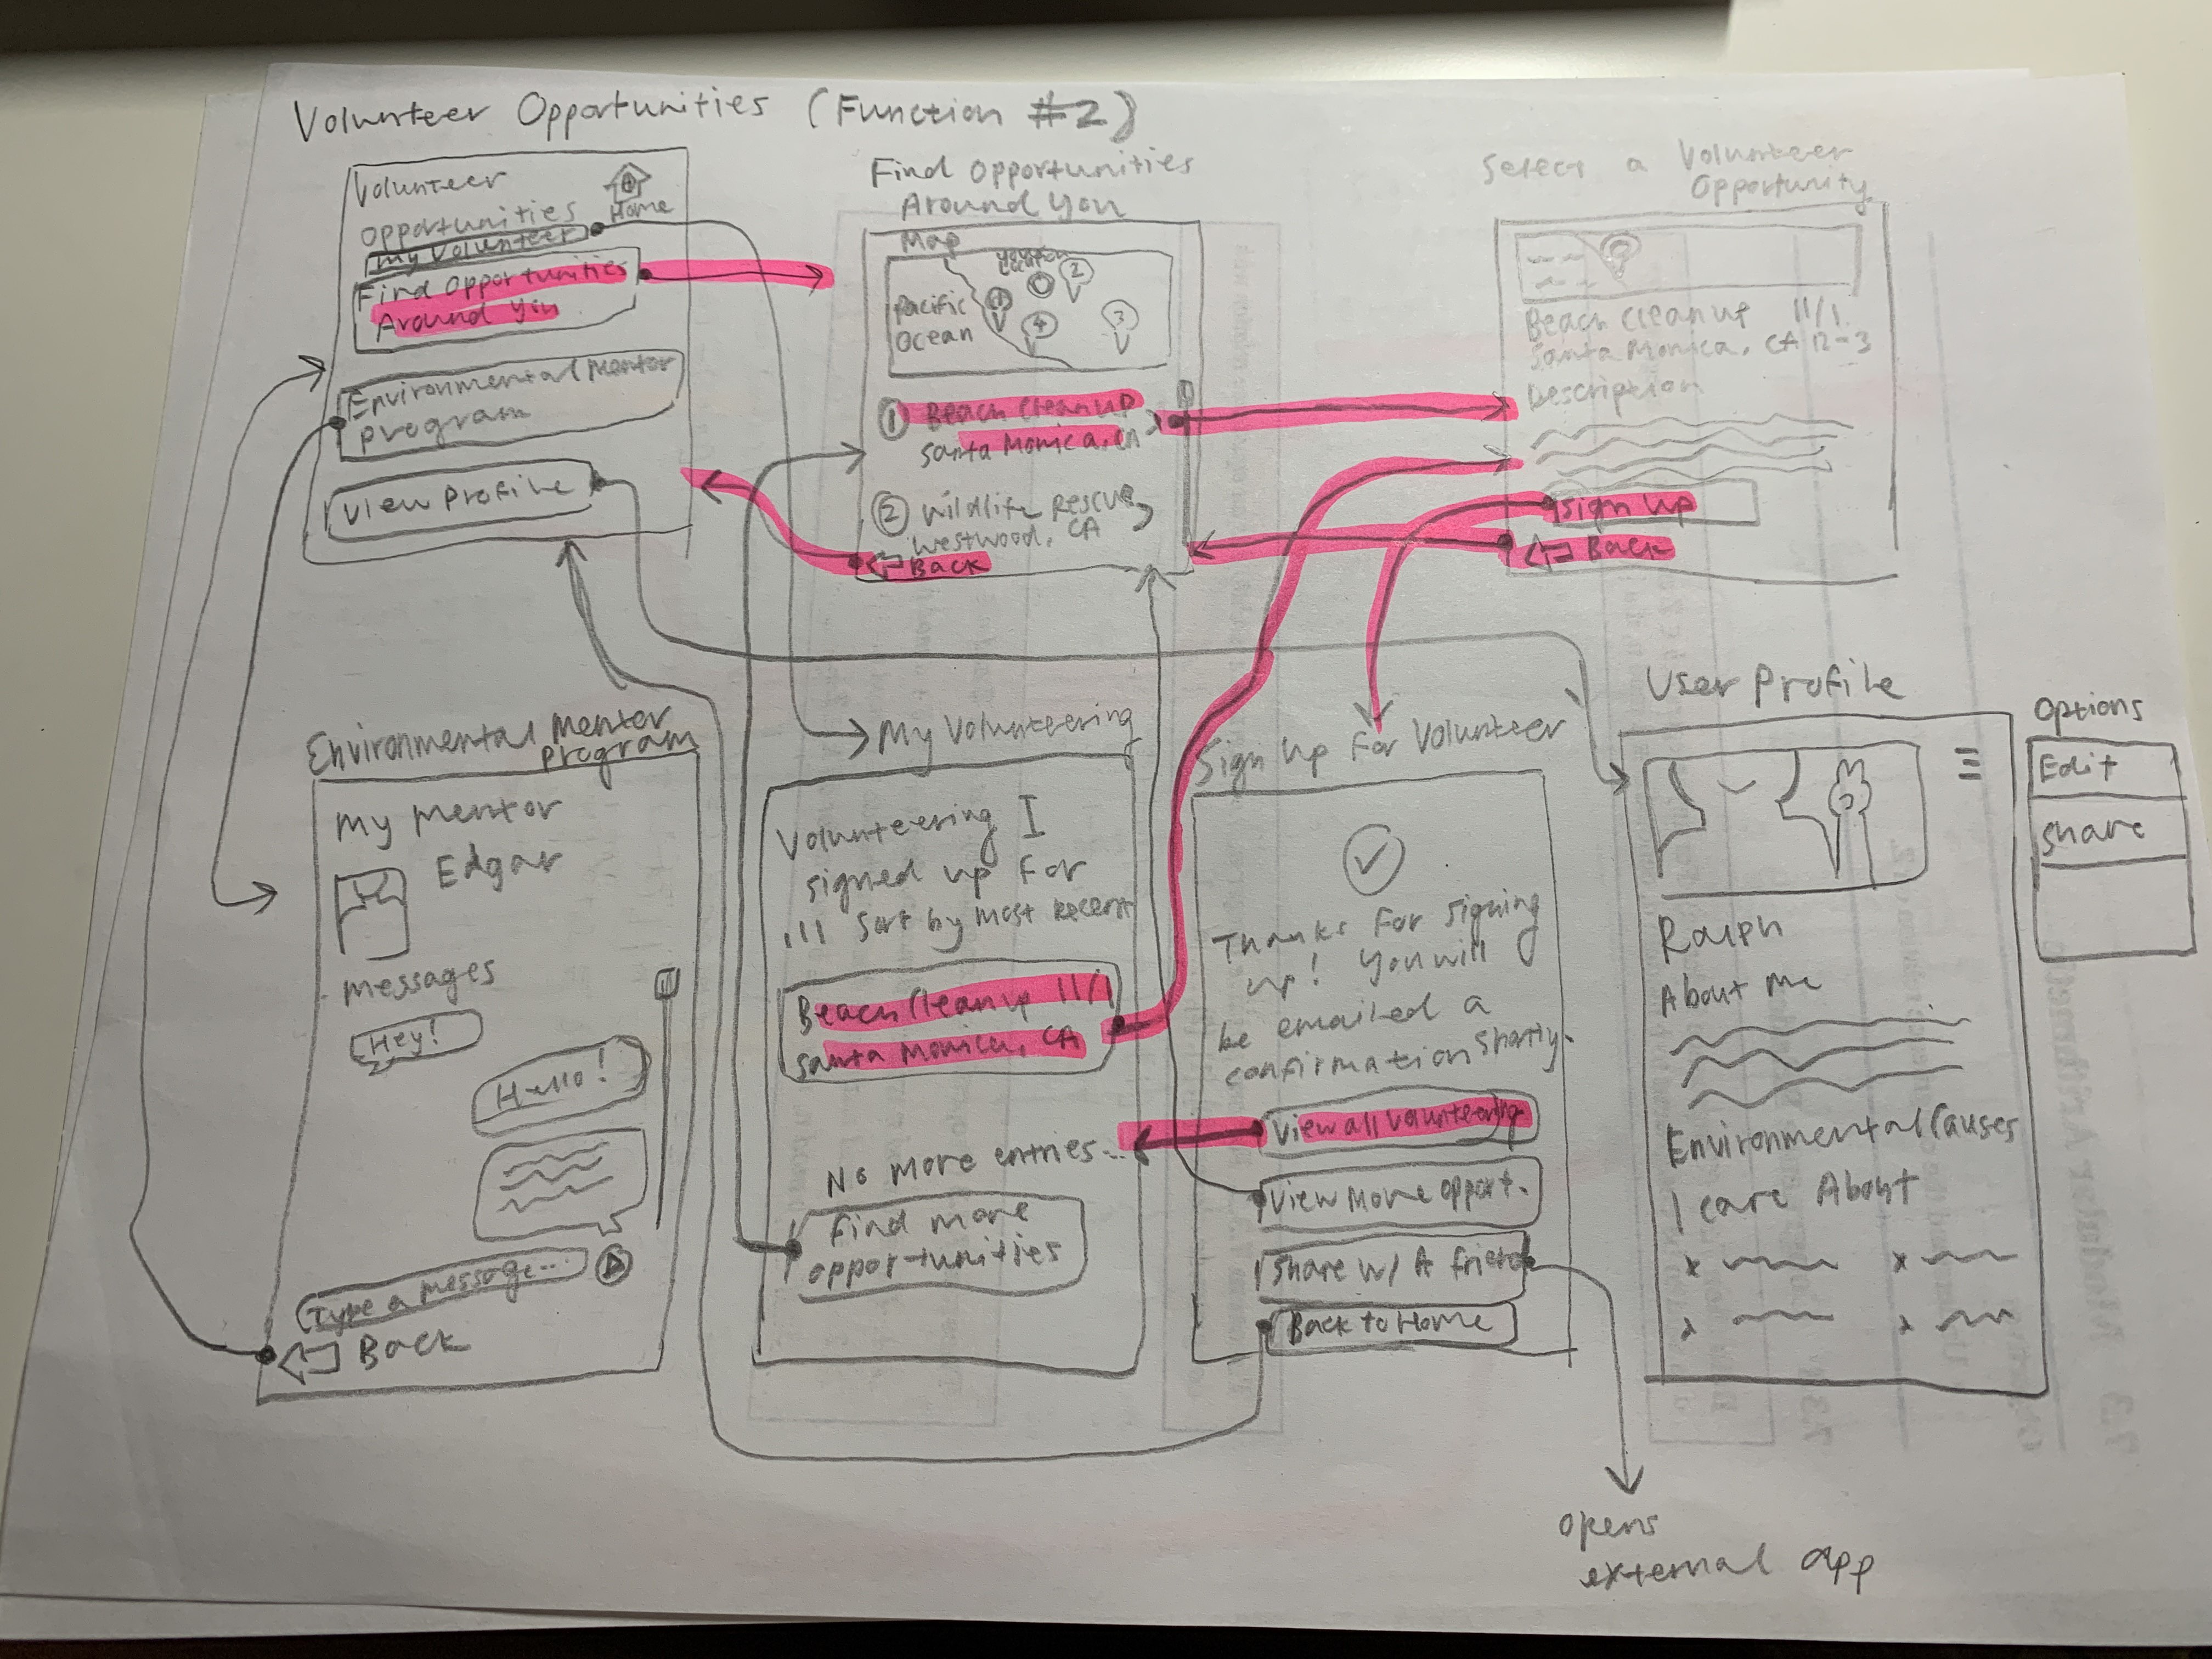 Volunteer Opportunities (Function #2)
Volunteer
opportunities
Home
My Volunteer
Find opportunities
Around You
Environmental Mentor
program
View Profile
Find Opportunities
Around You
Map
Pacific
Ocean
1
2
3
4
① Beach Cleanup
Santa Monica, CA
② Wildlife Rescue
Westwood, CA
Back
Select a Volunteer
Opportunity
Beach Cleanup 11/1
Santa Monica, CA 12-3
Description
Sign Up
Back
Environmental Mentor
Program
My Mentor
Edgar
Messages
Hey!
Hello!
Type a message...
Back
My Volunteering
Volunteering I
signed up for
Sort by most recent
Beach Cleanup 11/1
Santa Monica, CA
No more entries...
Find more
opportunities
Sign Up For Volunteer
Thanks for signing
up! You will
be emailed a
confirmation shortly.
View all volunteering
View More opport.
Share w/ A friend
Back to Home
opens
external app
User Profile
Ralph
About Me
Environmental Causes
I care About
Options
Edit
Share